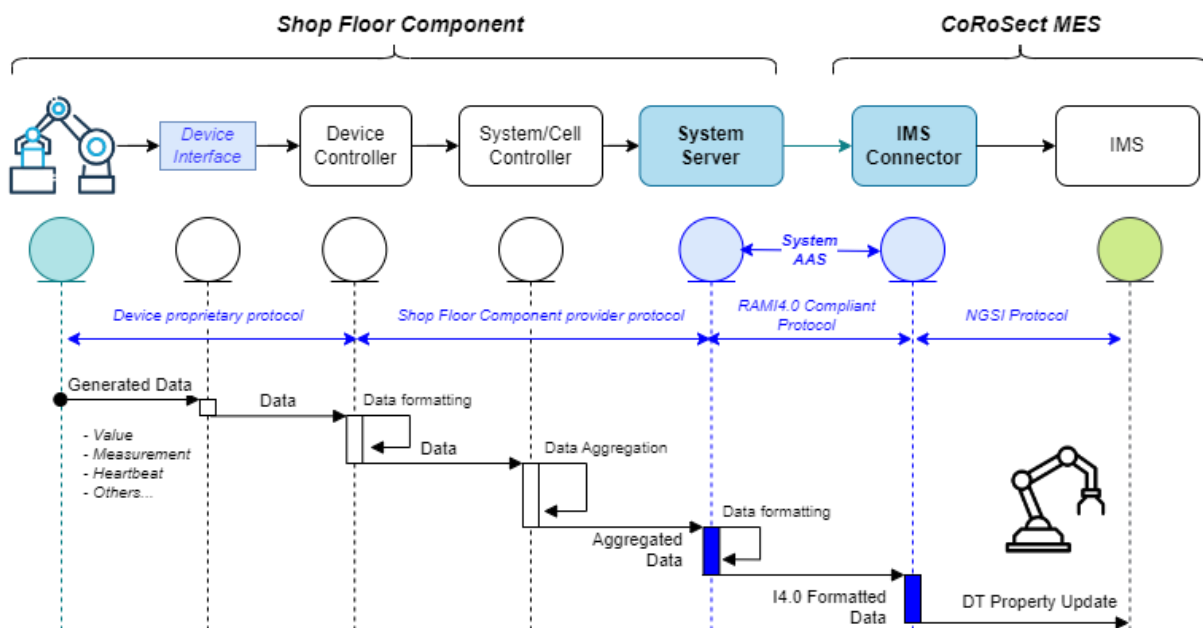 Shop Floor Component
CoRoSect MES
Device
Interface
Device
Controller
System/Cell
Controller
System
Server
IMS
Connector
IMS
System
AAS
Device proprietary protocol
Shop Floor Component provider protocol
RAMI4.0 Compliant
Protocol
NGSI Protocol
Generated Data
- Value
- Measurement
- Heartbeat
- Others...
Data
Data formatting
Data
Data Aggregation
Aggregated
Data
Data formatting
I4.0 Formatted
Data
DT Property Update